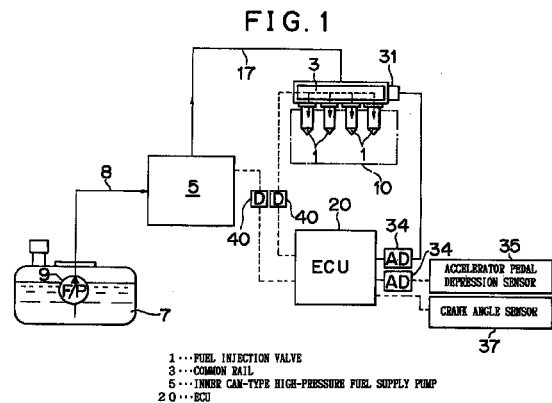 FIG. 1
17
3
31
1
1
10
8
5
D D
40
40
20
34
ECU
AD
34
AD
35
ACCELERATOR PEDAL
DEPRESSION SENSOR
CRANK ANGLE SENSOR
37
9
F/P
7
1···FUEL INJECTION VALVE
3···COMMON RAIL
5···INNER CAM-TYPE HIGH-PRESSURE FUEL SUPPLY PUMP
20···ECU